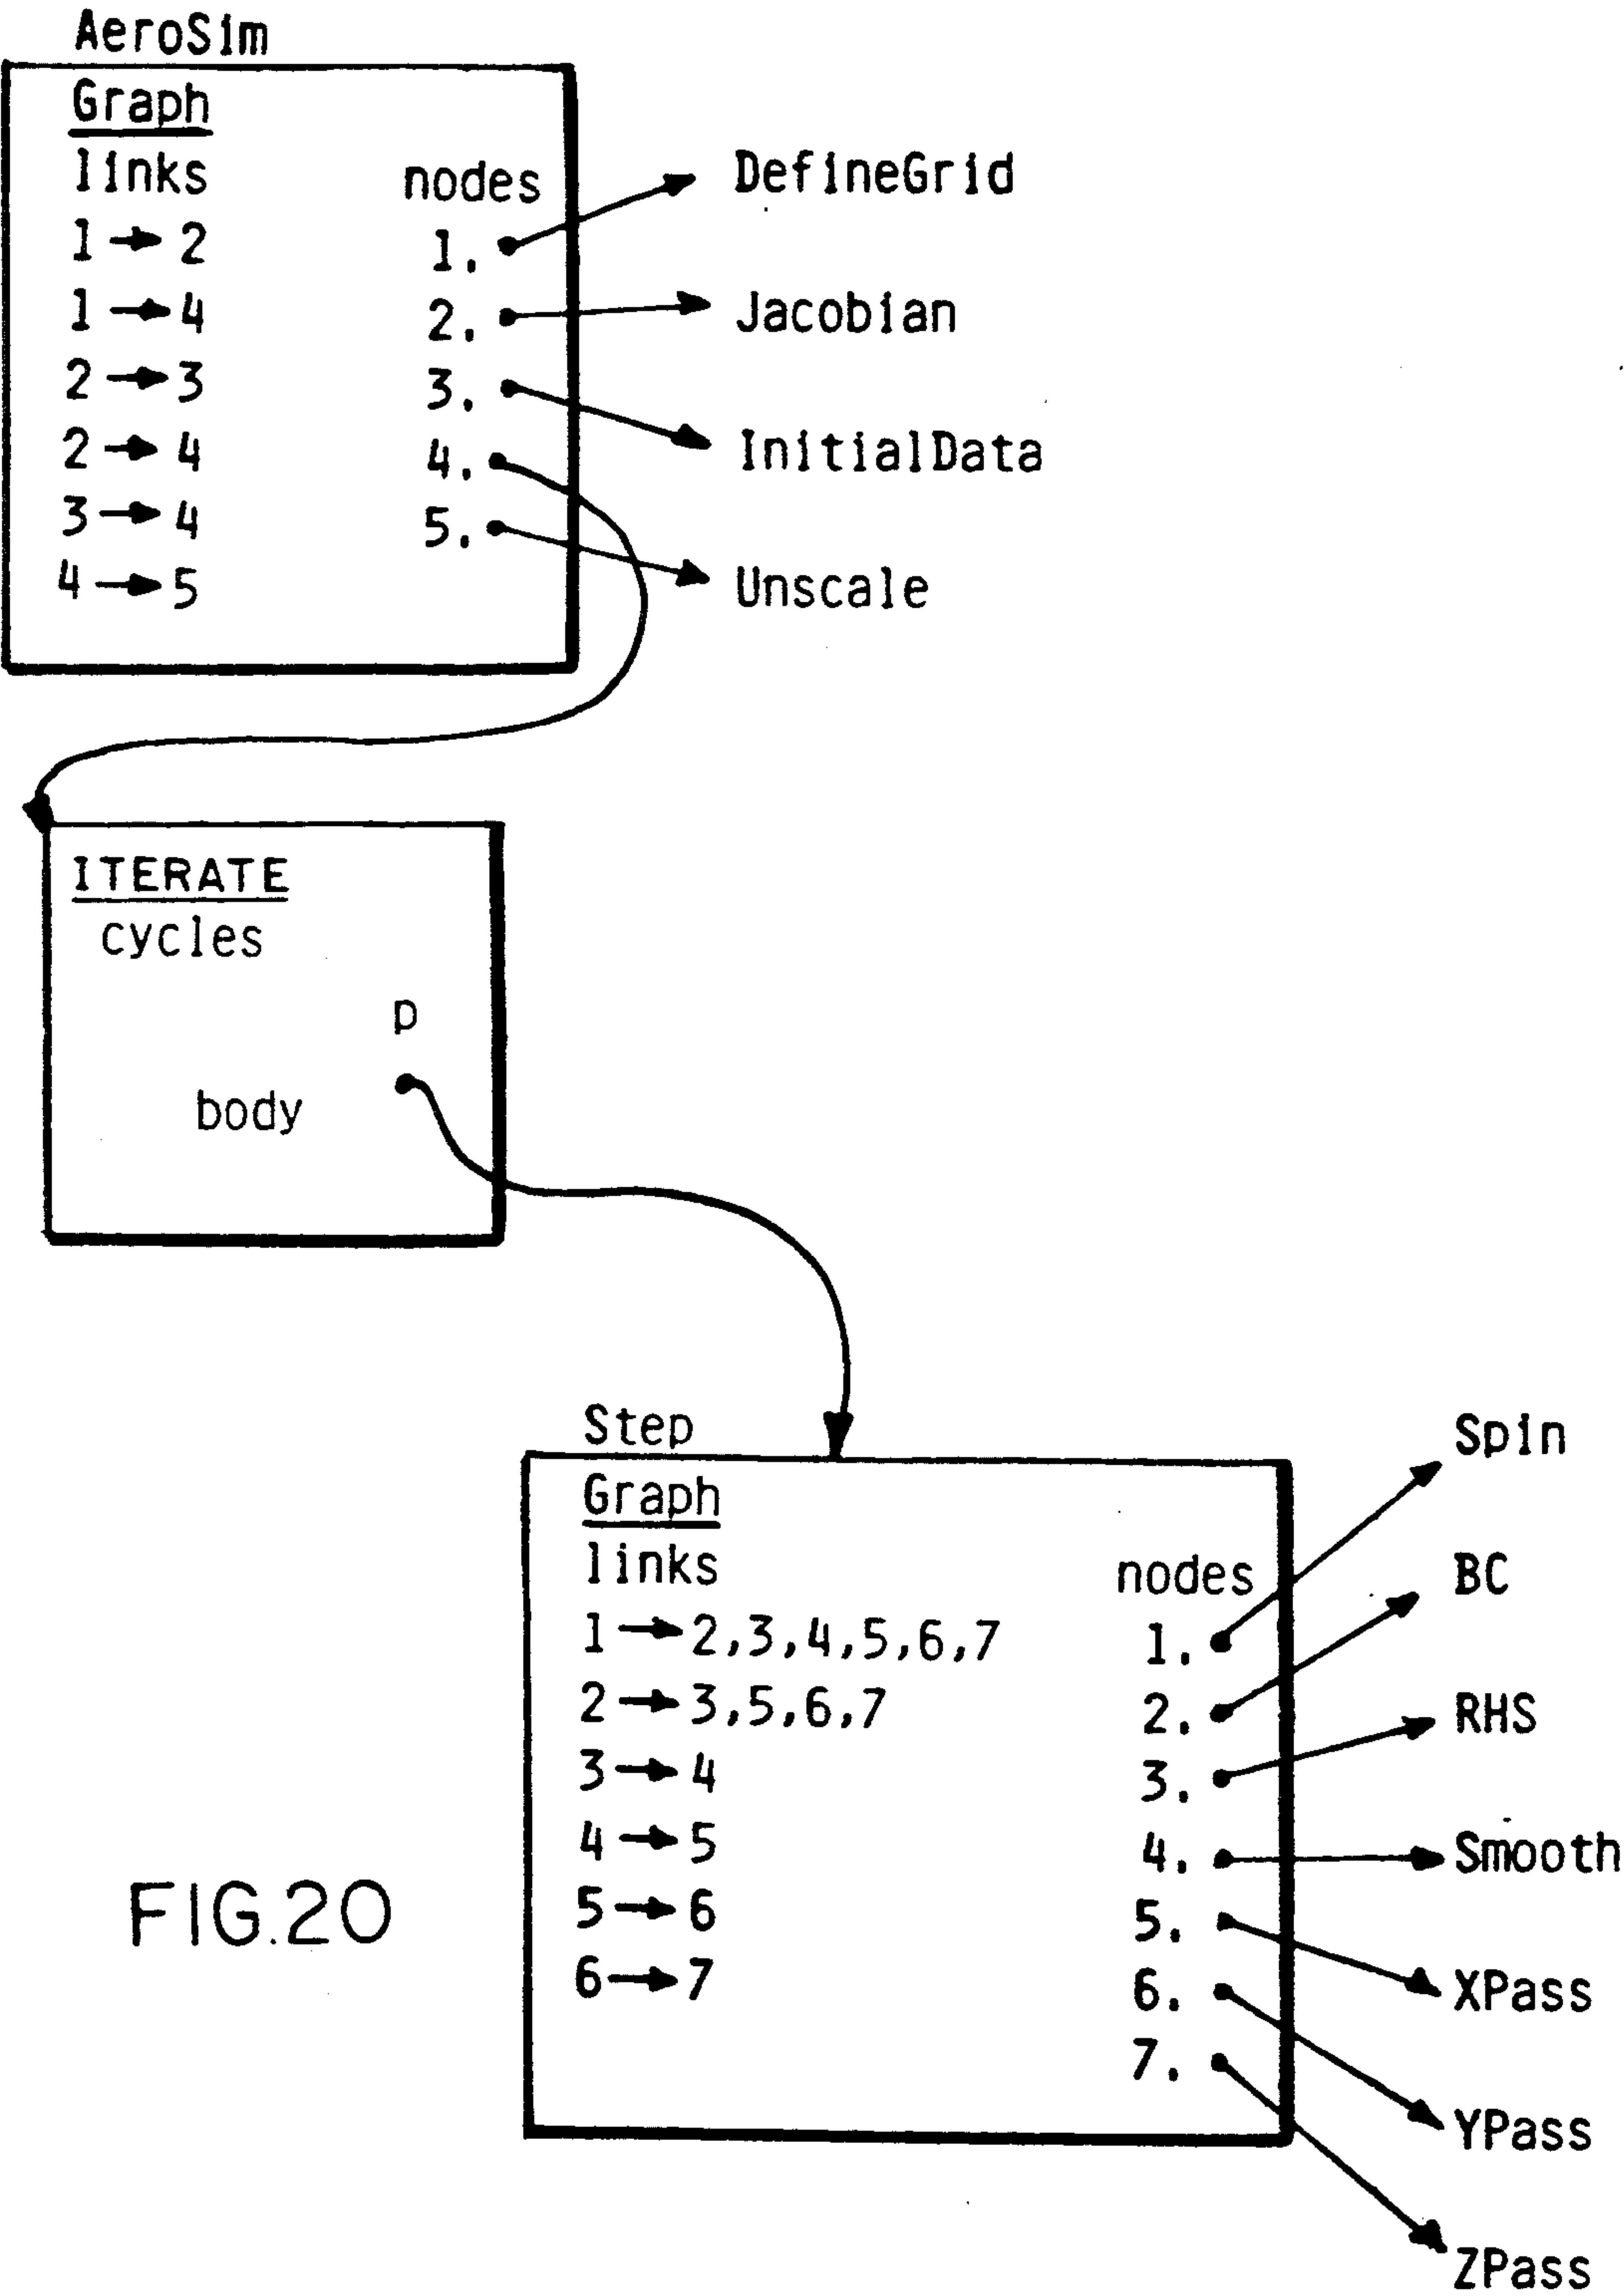 AeroSim
Graph
links
nodes
1 → 2
1 → 4
2 → 3
2 → 4
3 → 4
4 → 5
1.
2.
3.
4.
5.
DefineGrid
Jacobian
InitialData
Unscale
ITERATE
cycles
p
body
Step
Graph
links
nodes
1 → 2,3,4,5,6,7
2 → 3,5,6,7
3 → 4
4 → 5
5 → 6
6 → 7
1.
2.
3.
4.
5.
6.
7.
Spin
BC
RHS
Smooth
XPass
YPass
ZPass
FIG.20